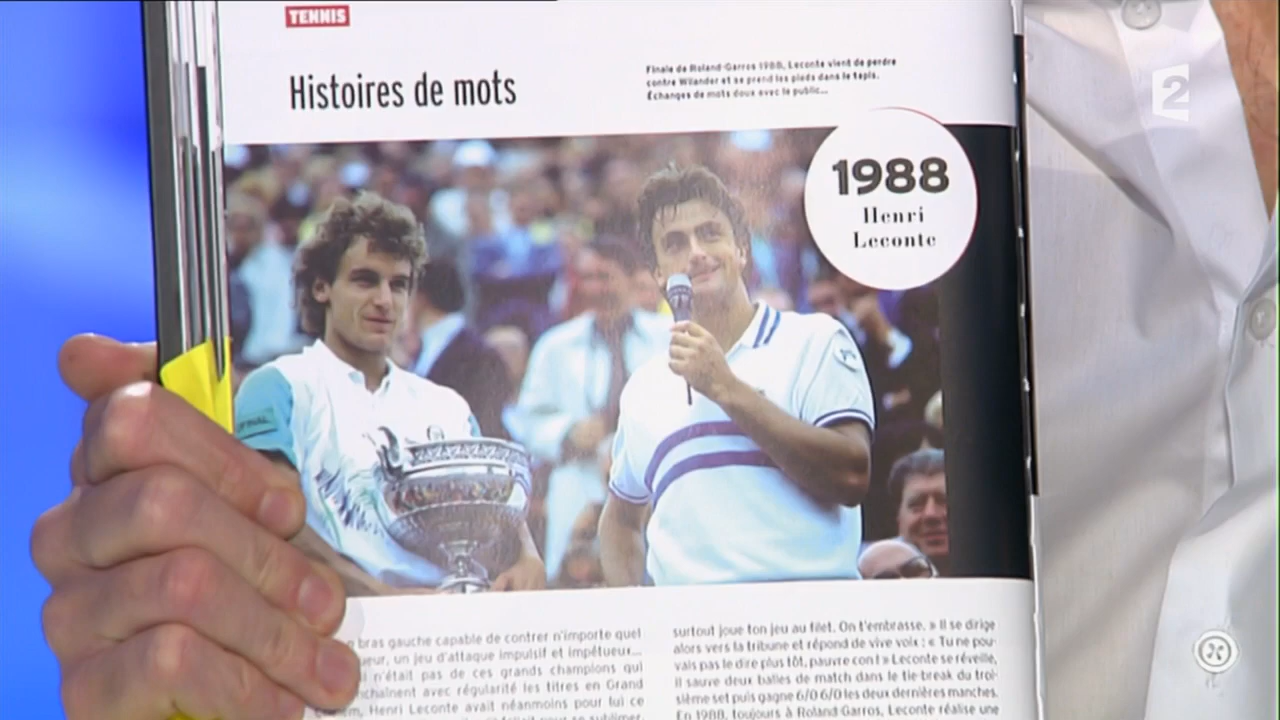 TENNIS
Histoires de mots
Finale de Roland-Garros 1988, Leconte vient de perdre
contre Wilander et se prend les pieds dans le tapis.
Échanges de mots doux avec le public...
2
1988
Henri
Leconte
bras gauche capable de contrer n'importe quel
ueur, un jeu d'attaque impulsif et impétueux...
n'était pas de ces grands champions qui
nchaînent avec régularité les titres en Grand
Henri Leconte avait néanmoins pour lui ce
surtout joue ton jeu au filet. On t'embrasse. » Il se dirige
alors vers la tribune et répond de vive voix : « Tu ne pou-
vais pas le dire plus tôt, pauvre con ! » Leconte se réveille,
il sauve deux balles de match dans le tie-break du troi-
sième set puis gagne 6/0 6/0 les deux dernières manches.
En 1988, toujours à Roland-Garros, Leconte réalise une